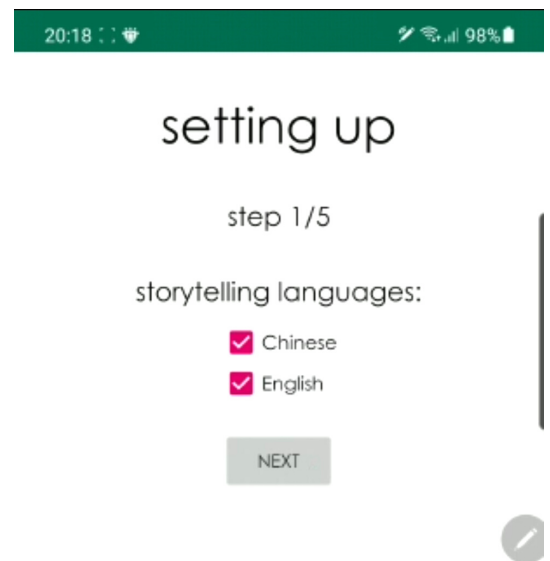 20:18 98%
setting up
step 1/5
storytelling languages:
Chinese
English
NEXT